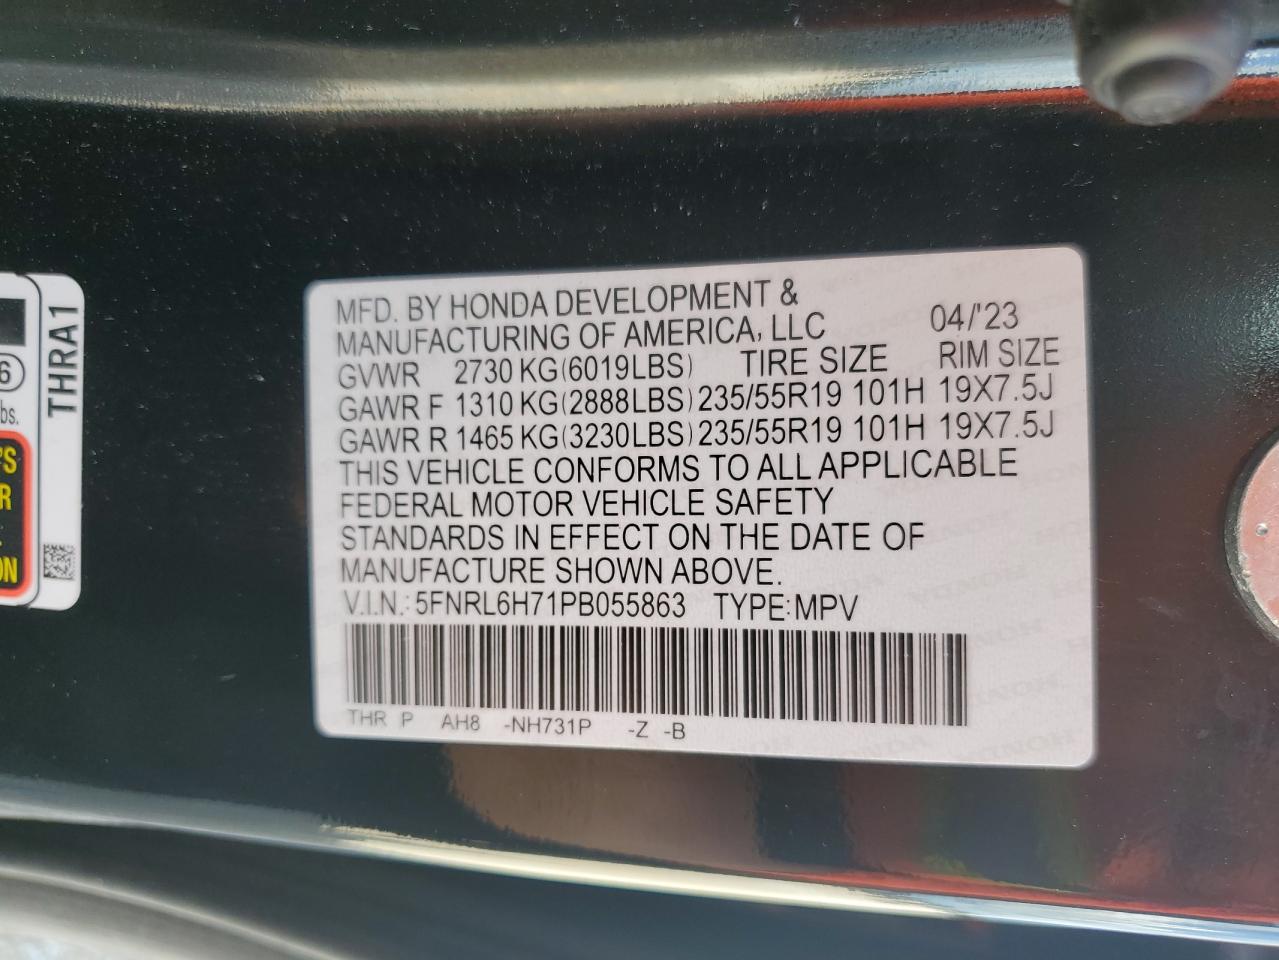 MFD. BY HONDA DEVELOPMENT &
MANUFACTURING OF AMERICA, LLC 04/'23
GVWR 2730 KG(6019LBS) TIRE SIZE RIM SIZE
GAWR F 1310 KG(2888LBS) 235/55R19 101H 19X7.5J
GAWR R 1465 KG(3230LBS) 235/55R19 101H 19X7.5J
THIS VEHICLE CONFORMS TO ALL APPLICABLE
FEDERAL MOTOR VEHICLE SAFETY
STANDARDS IN EFFECT ON THE DATE OF
MANUFACTURE SHOWN ABOVE.
V.I.N.: 5FNRL6H71PB055863 TYPE:MPV
THR P AH8 -NH731P -Z -B
THRA1
6
bs.
'S
R
ON